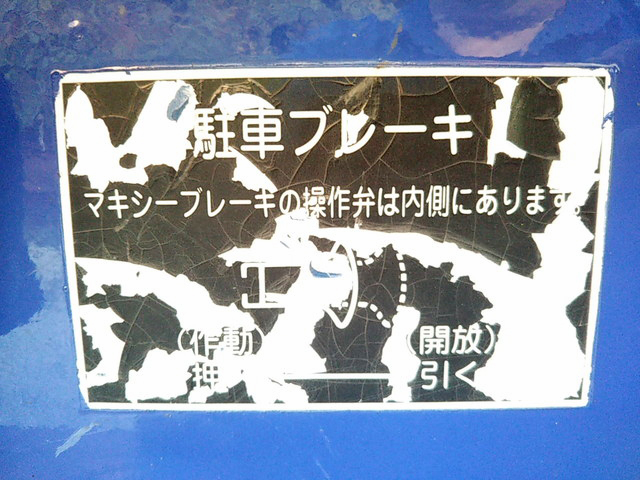 駐車ブレーキ
マキシーブレーキの操作弁は内側にあります。
(作動) (開放)
押 引く